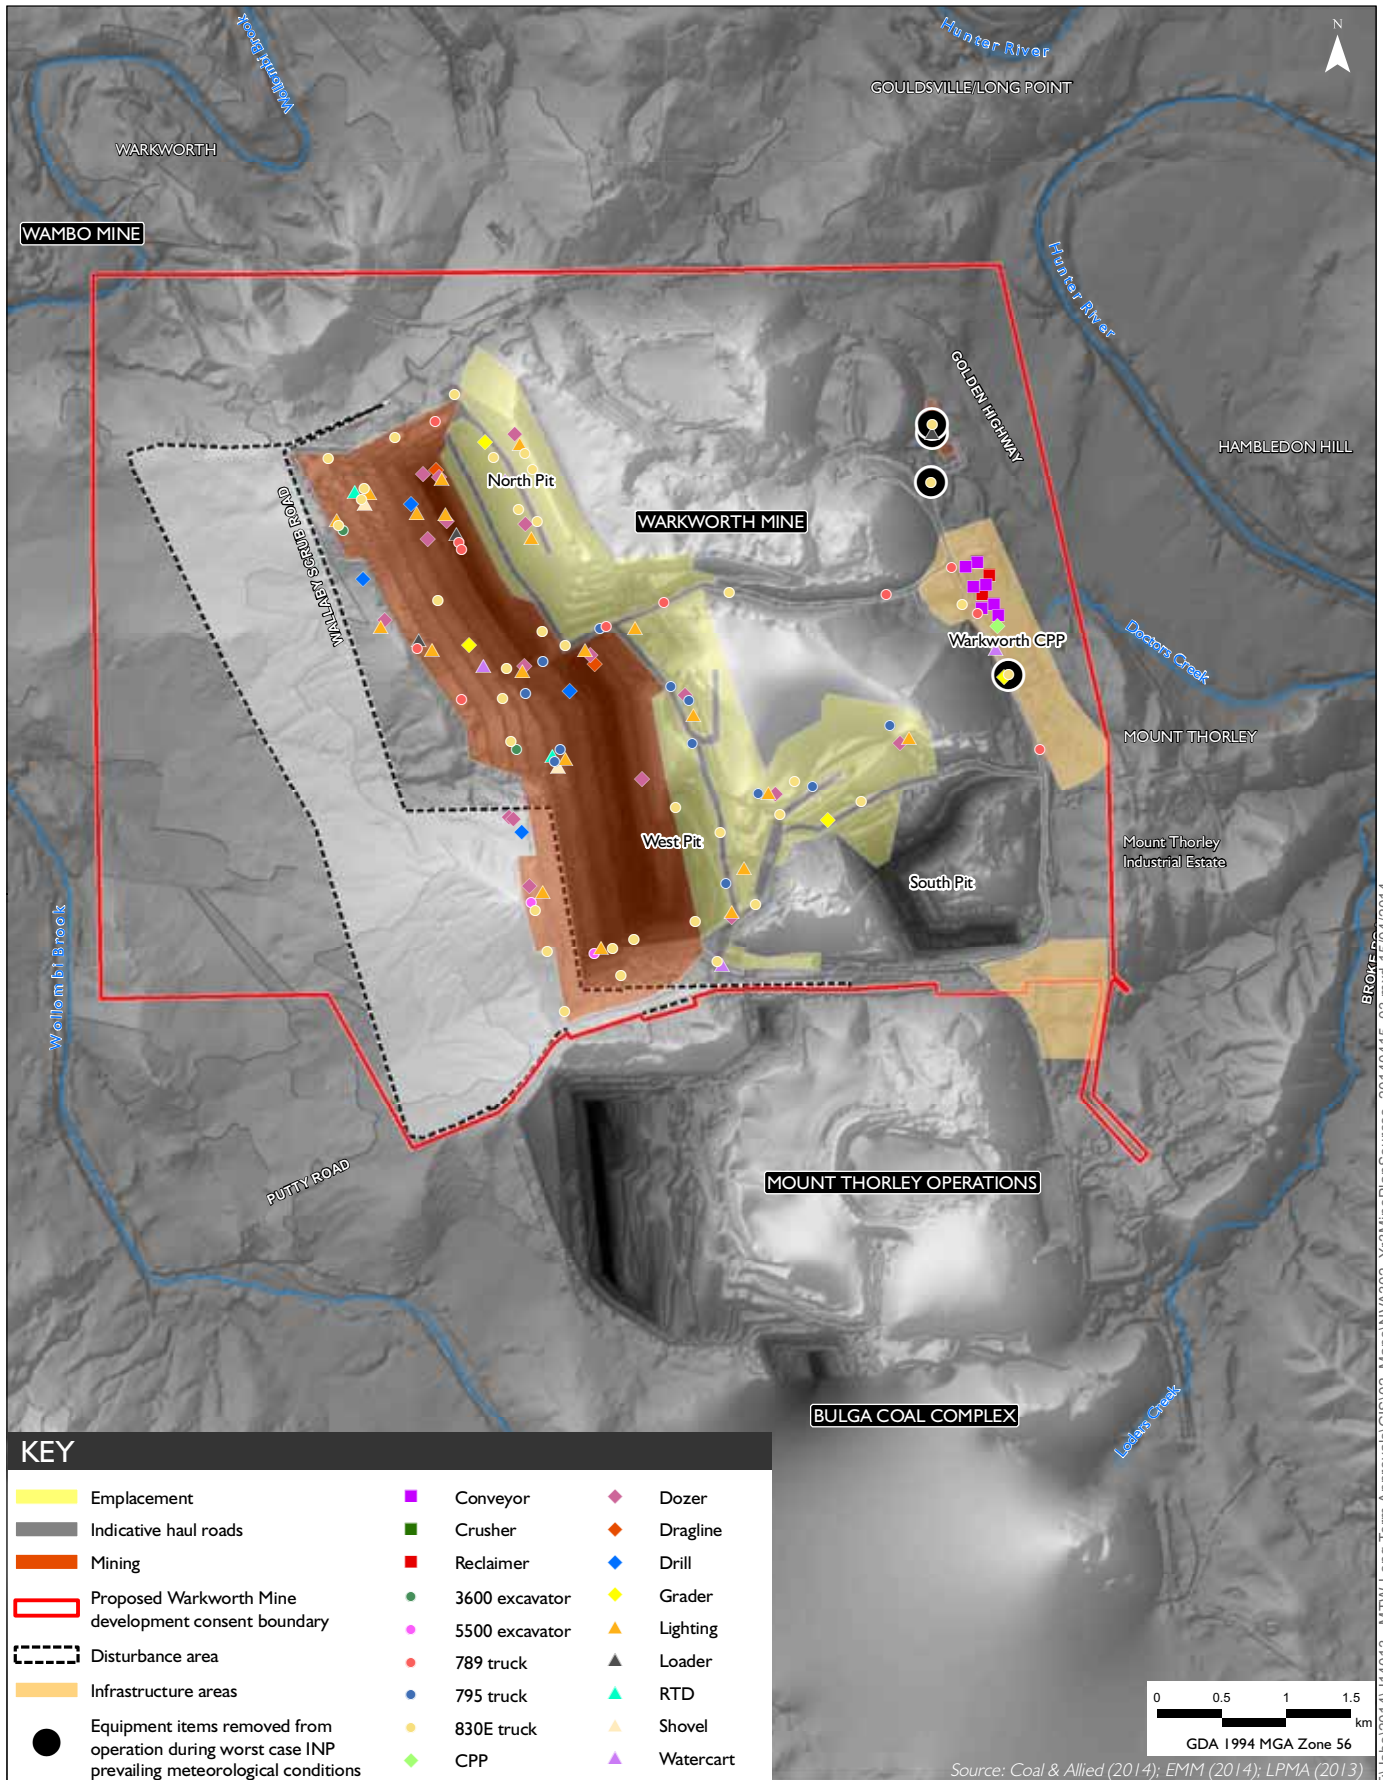 Wollombi Brook
Hunter River
N
GOULDSVILLE/LONG POINT
WARKWORTH
WAMBO MINE
Hunter River
GOLDEN HIGHWAY
HAMBLEDON HILL
North Pit
WARKWORTH MINE
WALLABY SCRUB ROAD
Warkworth CPP
Doctors Creek
MOUNT THORLEY
West Pit
Mount Thorley
Industrial Estate
South Pit
Wollombi Brook
PUTTY ROAD
MOUNT THORLEY OPERATIONS
BULGA COAL COMPLEX
Loders Creek
KEY
Emplacement
Indicative haul roads
Mining
Proposed Warkworth Mine
development consent boundary
Disturbance area
Infrastructure areas
Equipment items removed from
operation during worst case INP
prevailing meteorological conditions
Conveyor
Crusher
Reclaimer
3600 excavator
5500 excavator
789 truck
795 truck
830E truck
CPP
Dozer
Dragline
Drill
Grader
Lighting
Loader
RTD
Shovel
Watercart
0 0.5 1 1.5
km
GDA 1994 MGA Zone 56
Source: Coal & Allied (2014); EMM (2014); LPMA (2013)